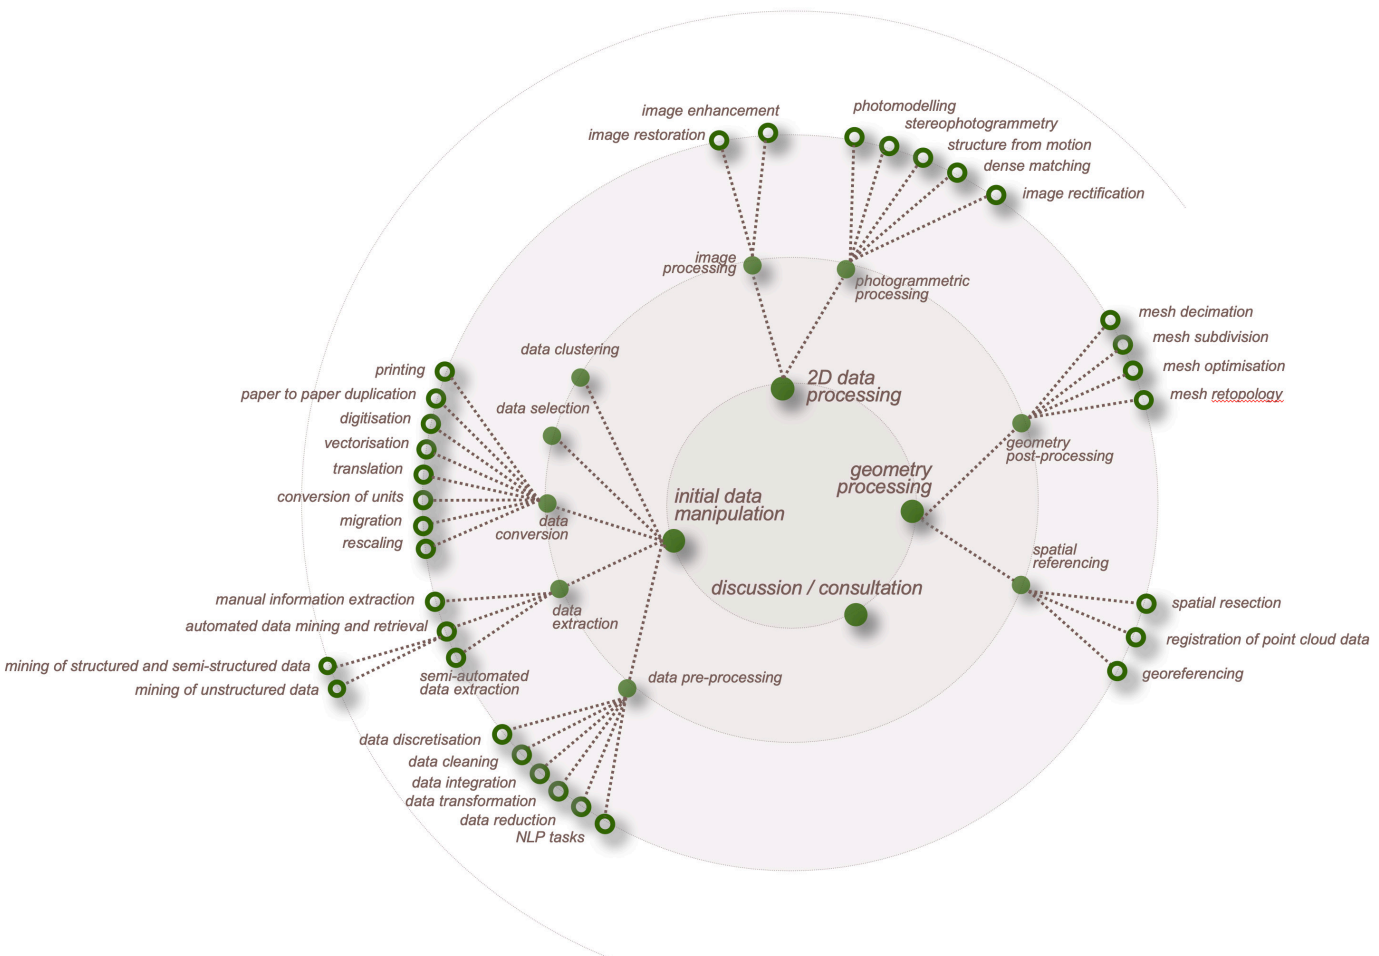 image enhancement
image restoration
photomodelling
stereophotogrammetry
structure from motion
dense matching
image rectification
image
processing
photogrammetric
processing
mesh decimation
mesh subdivision
mesh optimisation
mesh retopology
data clustering
data selection
2D data
processing
printing
paper to paper duplication
digitisation
vectorisation
translation
conversion of units
migration
rescaling
data
conversion
initial data
manipulation
geometry
processing
geometry
post-processing
spatial
referencing
discussion / consultation
spatial resection
registration of point cloud data
georeferencing
manual information extraction
automated data mining and retrieval
mining of structured and semi-structured data
mining of unstructured data
semi-automated
data extraction
data
extraction
data pre-processing
data discretisation
data cleaning
data integration
data transformation
data reduction
NLP tasks